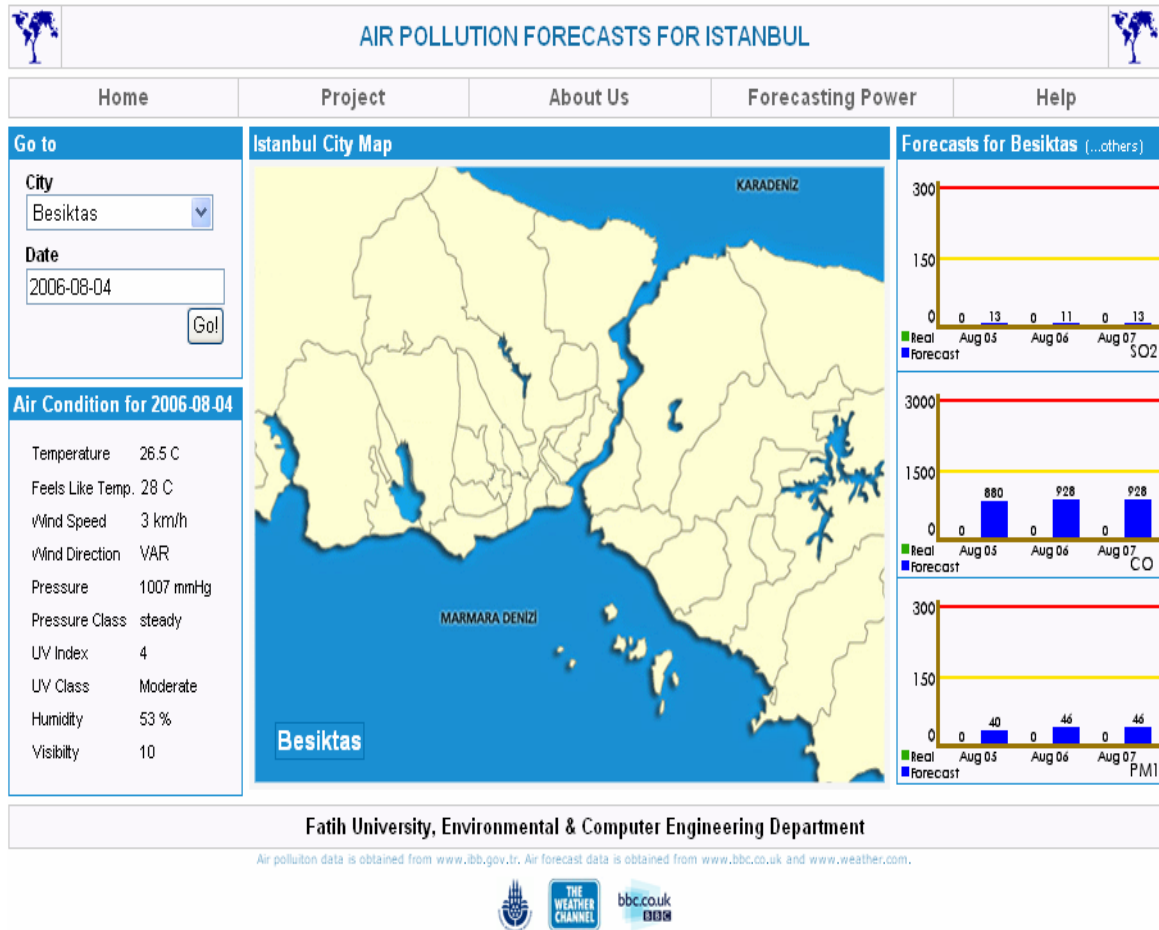 AIR POLLUTION FORECASTS FOR ISTANBUL
Home Project About Us Forecasting Power Help
Go to
City
Besiktas
Date
2006-08-04
Go!
Air Condition for 2006-08-04
Temperature 26.5 C
Feels Like Temp. 28 C
Wind Speed 3 km/h
Wind Direction VAR
Pressure 1007 mmHg
Pressure Class steady
UV Index 4
UV Class Moderate
Humidity 53 %
Visibilty 10
Istanbul City Map
KARADENİZ
MARMARA DENİZİ
Besiktas
Forecasts for Besiktas (...others)
300
150
0 0 13 0 11 0 13
Real Aug 05 Aug 06 Aug 07
Forecast SO2
3000
1500
880 928 928
0 0 0 0
Real Aug 05 Aug 06 Aug 07
Forecast CO
300
150
40 46 46
0 0 0 0
Real Aug 05 Aug 06 Aug 07
Forecast PM1
Fatih University, Environmental & Computer Engineering Department
Air polluiton data is obtained from www.ibb.gov.tr. Air forecast data is obtained from www.bbc.co.uk and www.weather.com.
THE
WEATHER
CHANNEL
bbc.co.uk
BBC